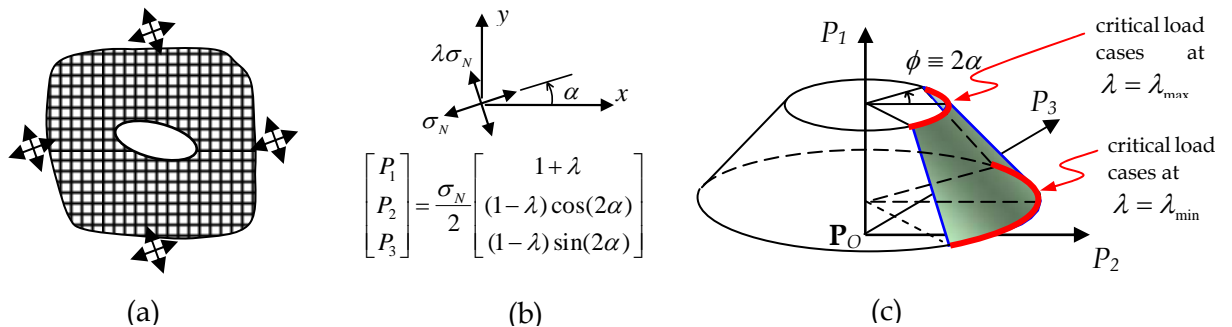 (a)
y
λσ_N
α
x
σ_N
[P_1 P_2 P_3] = σ_N/2 [1+λ (1−λ)cos(2α) (1−λ)sin(2α)]
(b)
P_1
φ ≡ 2α
critical load
cases at
λ = λ_max
P_3
critical load
cases at
λ = λ_min
P_O
P_2
(c)